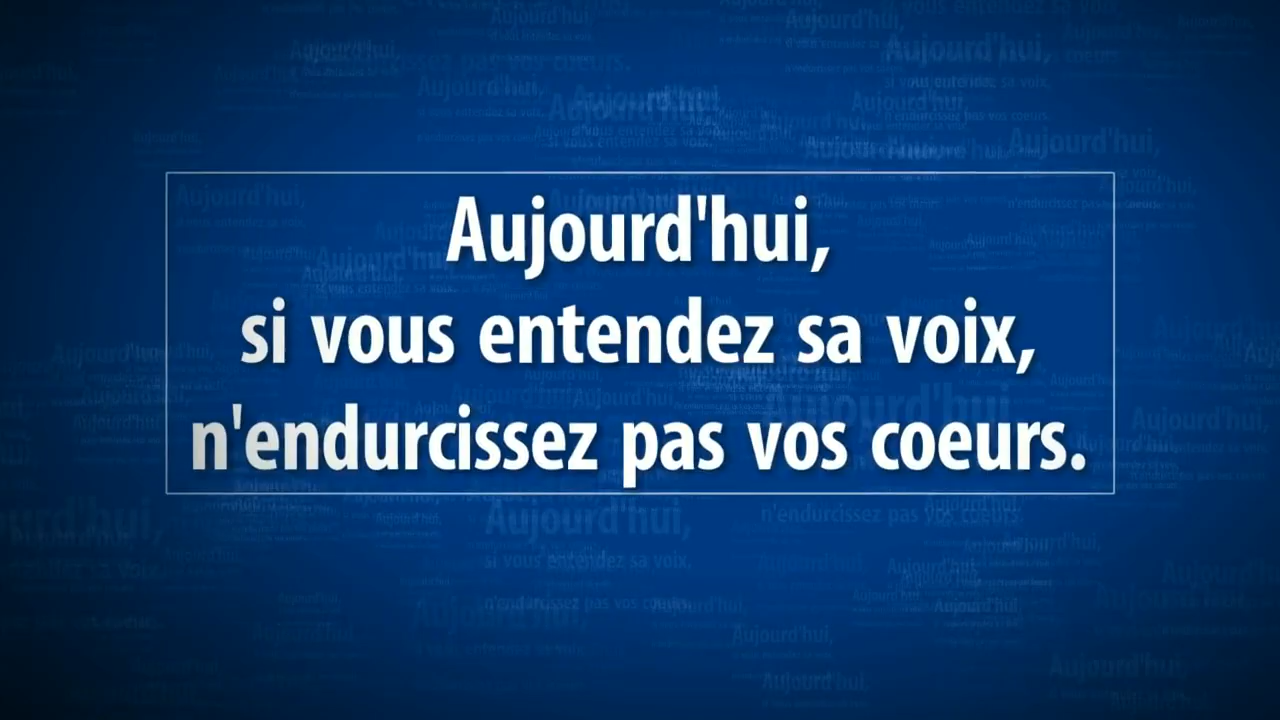 Aujourd'hui,
si vous entendez sa voix,
n'endurcissez pas vos coeurs.